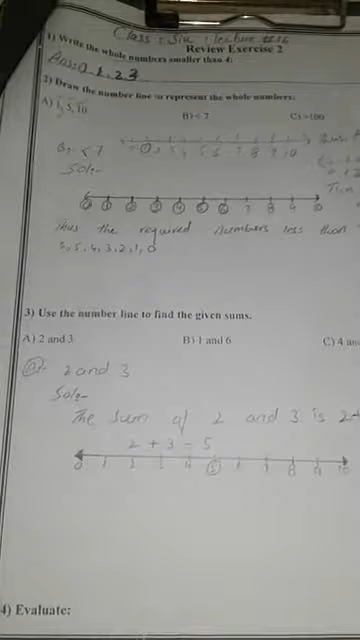 Class: Six : lecture #16
Review Exercise 2
1) Write the whole numbers smaller than 4:
Ans: 0, 1, 2, 3
2) Draw the number line to represent the whole numbers:
A) 1, 5, 10 B) < 7 C) >100
B: < 7
Sol:-
0 1 2 3 4 5 6 7 8 9 10
Thus the required numbers less than
6, 5, 4, 3, 2, 1, 0
3) Use the number line to find the given sums.
A) 2 and 3 B) 1 and 6 C) 4 and
2 and 3
Sol:-
The sum of 2 and 3 is 2+
2 + 3 = 5
0 1 2 3 4 5 8 9 10
4) Evaluate: